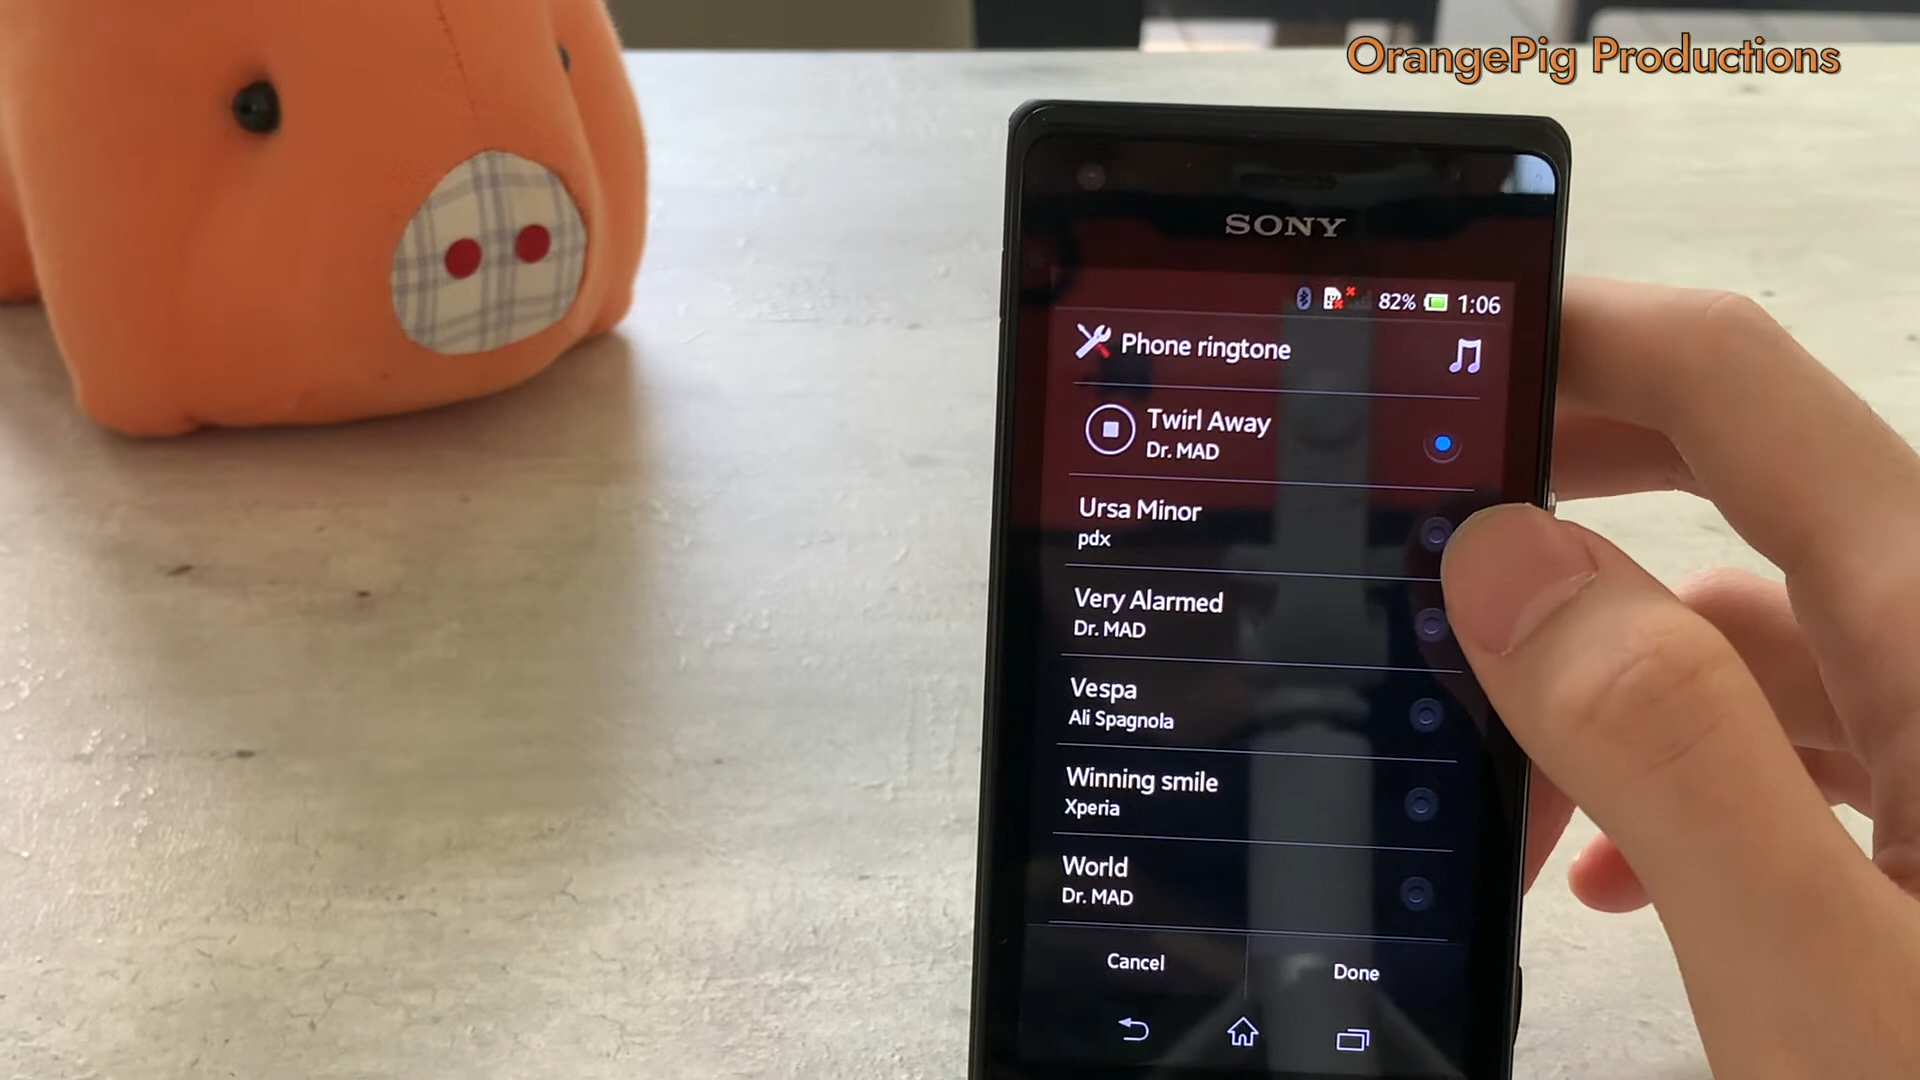 OrangePig Productions
SONY
82% 1:06
Phone ringtone
Twirl Away
Dr. MAD
Ursa Minor
pdx
Very Alarmed
Dr. MAD
Vespa
Ali Spagnola
Winning smile
Xperia
World
Dr. MAD
Cancel
Done